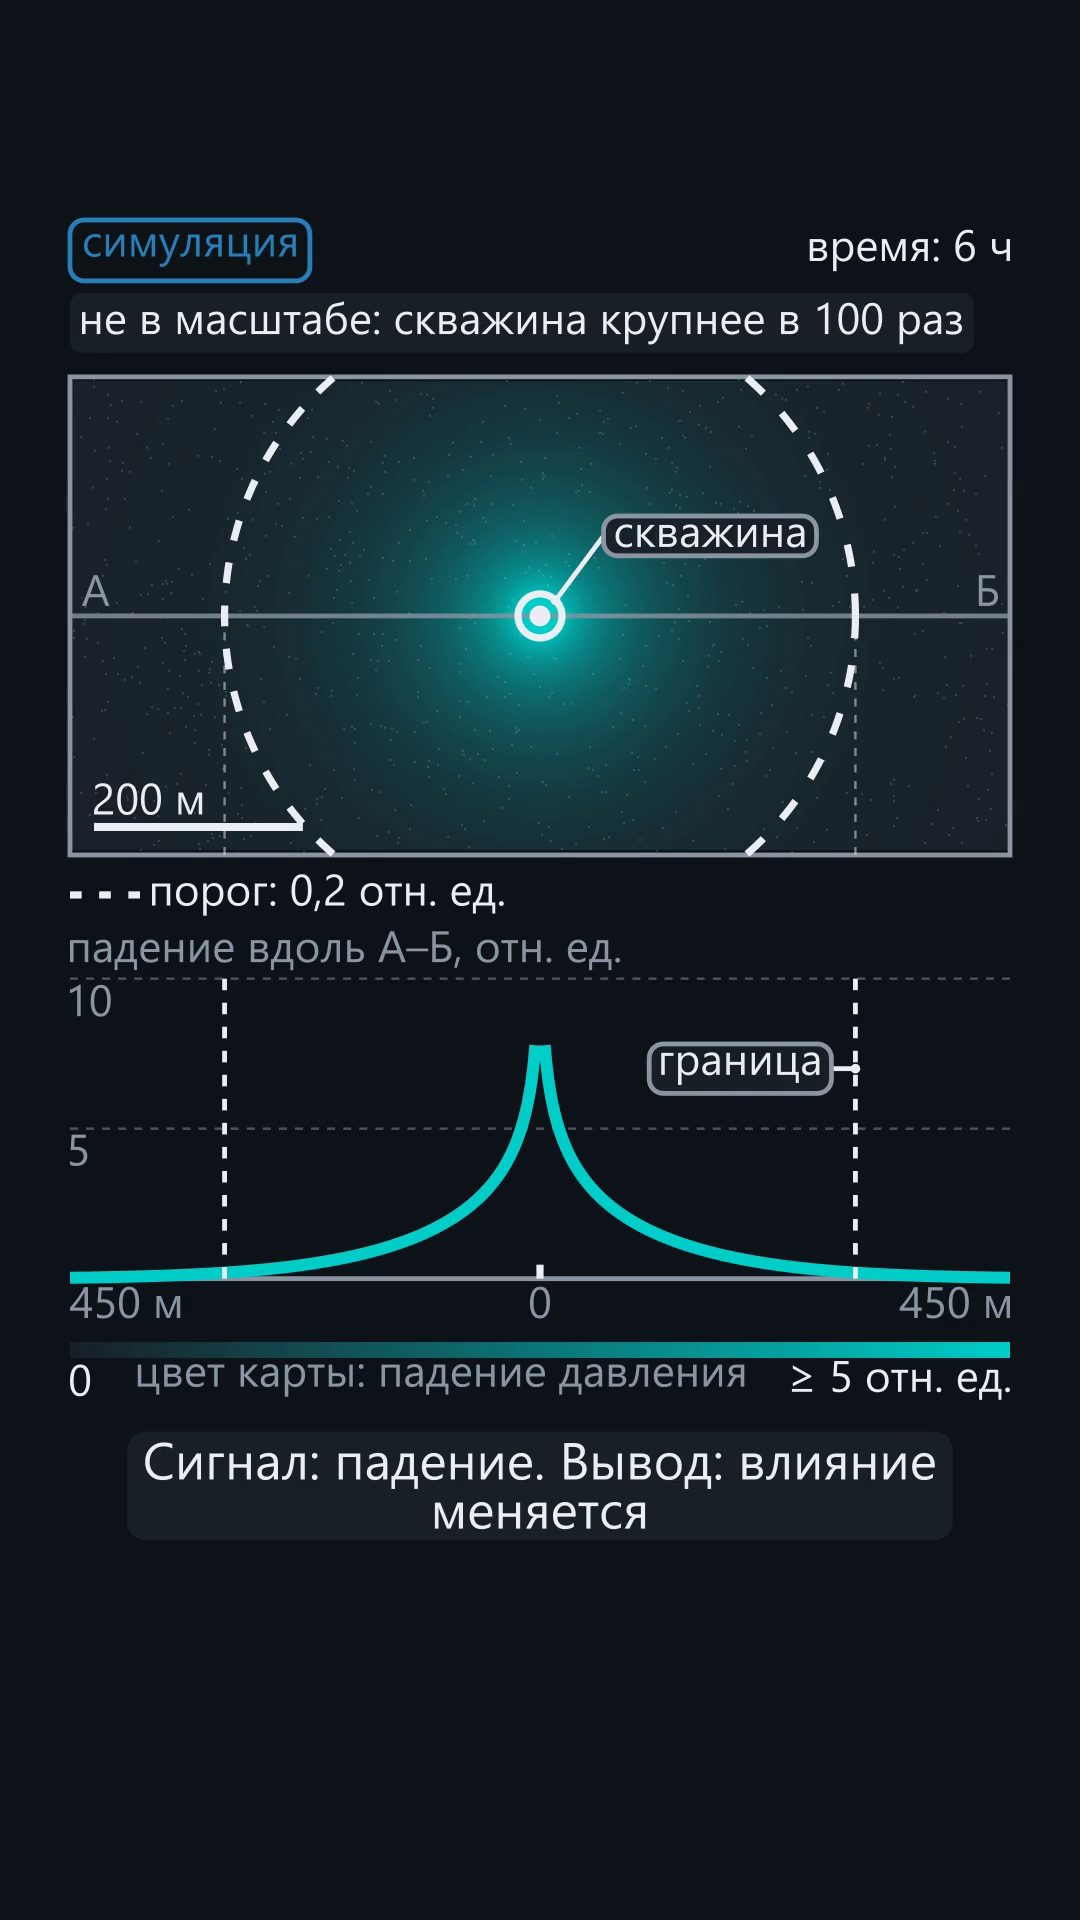 симуляция
время: 6 ч
не в масштабе: скважина крупнее в 100 раз
скважина
А
Б
200 м
порог: 0,2 отн. ед.
падение вдоль А–Б, отн. ед.
10
граница
5
450 м
0
450 м
0
цвет карты: падение давления
≥ 5 отн. ед.
Сигнал: падение. Вывод: влияние
меняется